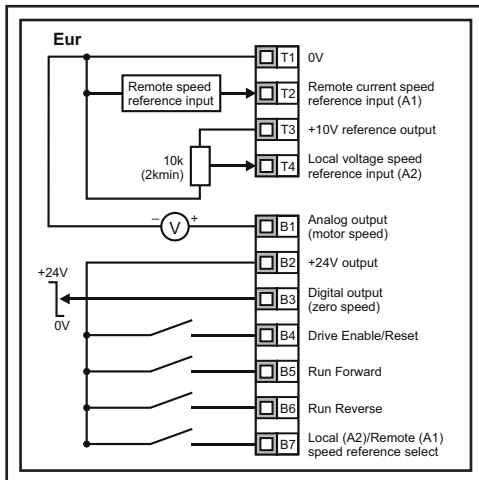 Eur
T1 0V
Remote speed
reference input
T2 Remote current speed
reference input (A1)
T3 +10V reference output
10k
(2kmin)
T4 Local voltage speed
reference input (A2)
– V +
B1 Analog output
(motor speed)
B2 +24V output
+24V
0V
B3 Digital output
(zero speed)
B4 Drive Enable/Reset
B5 Run Forward
B6 Run Reverse
B7 Local (A2)/Remote (A1)
speed reference select